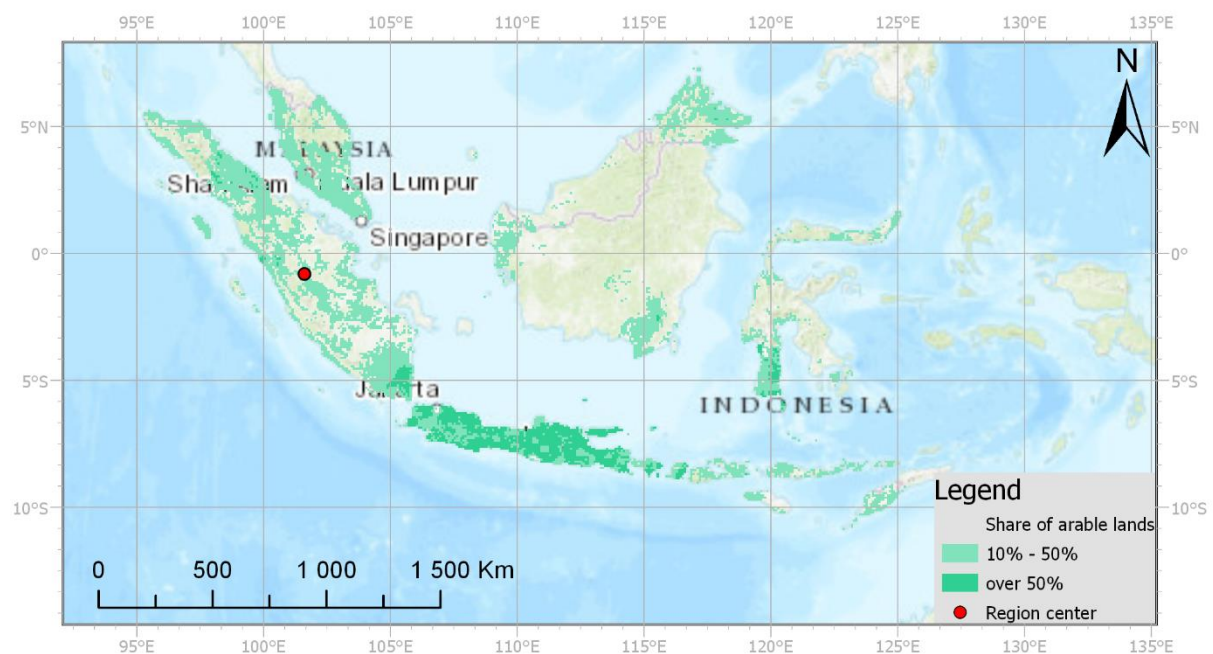 95°E 100°E 105°E 110°E 115°E 120°E 125°E 130°E 135°E
N
5°N 5°N
MALAYSIA
Kuala Lumpur
Singapore
0° 0°
5°S 5°S
Jakarta
INDONESIA
10°S 10°S
Legend
Share of arable lands
10% - 50%
over 50%
Region center
0 500 1 000 1 500 Km
95°E 100°E 105°E 110°E 115°E 120°E 125°E 130°E 135°E